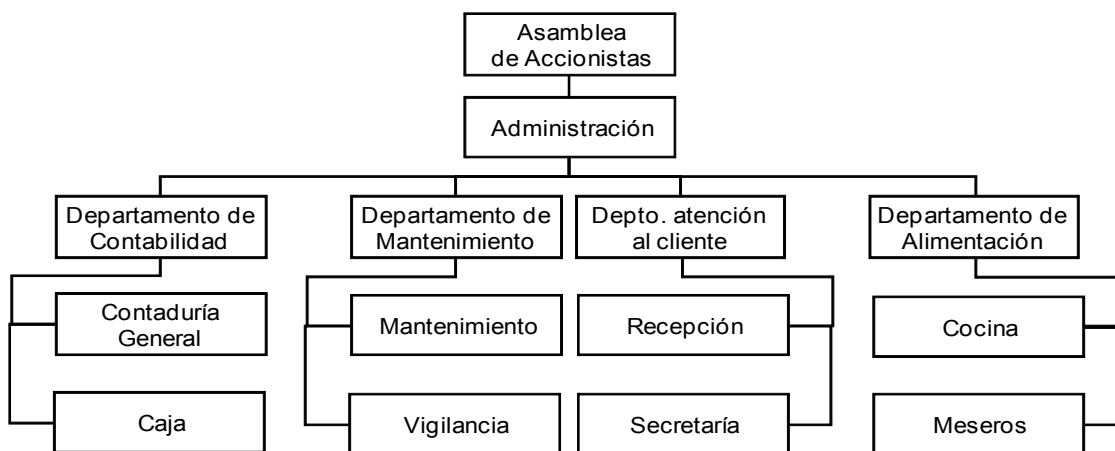 Asamblea
de Accionistas
Administración
Departamento de
Contabilidad
Departamento de
Mantenimiento
Depto. atención
al cliente
Departamento de
Alimentación
Contaduría
General
Mantenimiento
Recepción
Cocina
Caja
Vigilancia
Secretaría
Meseros